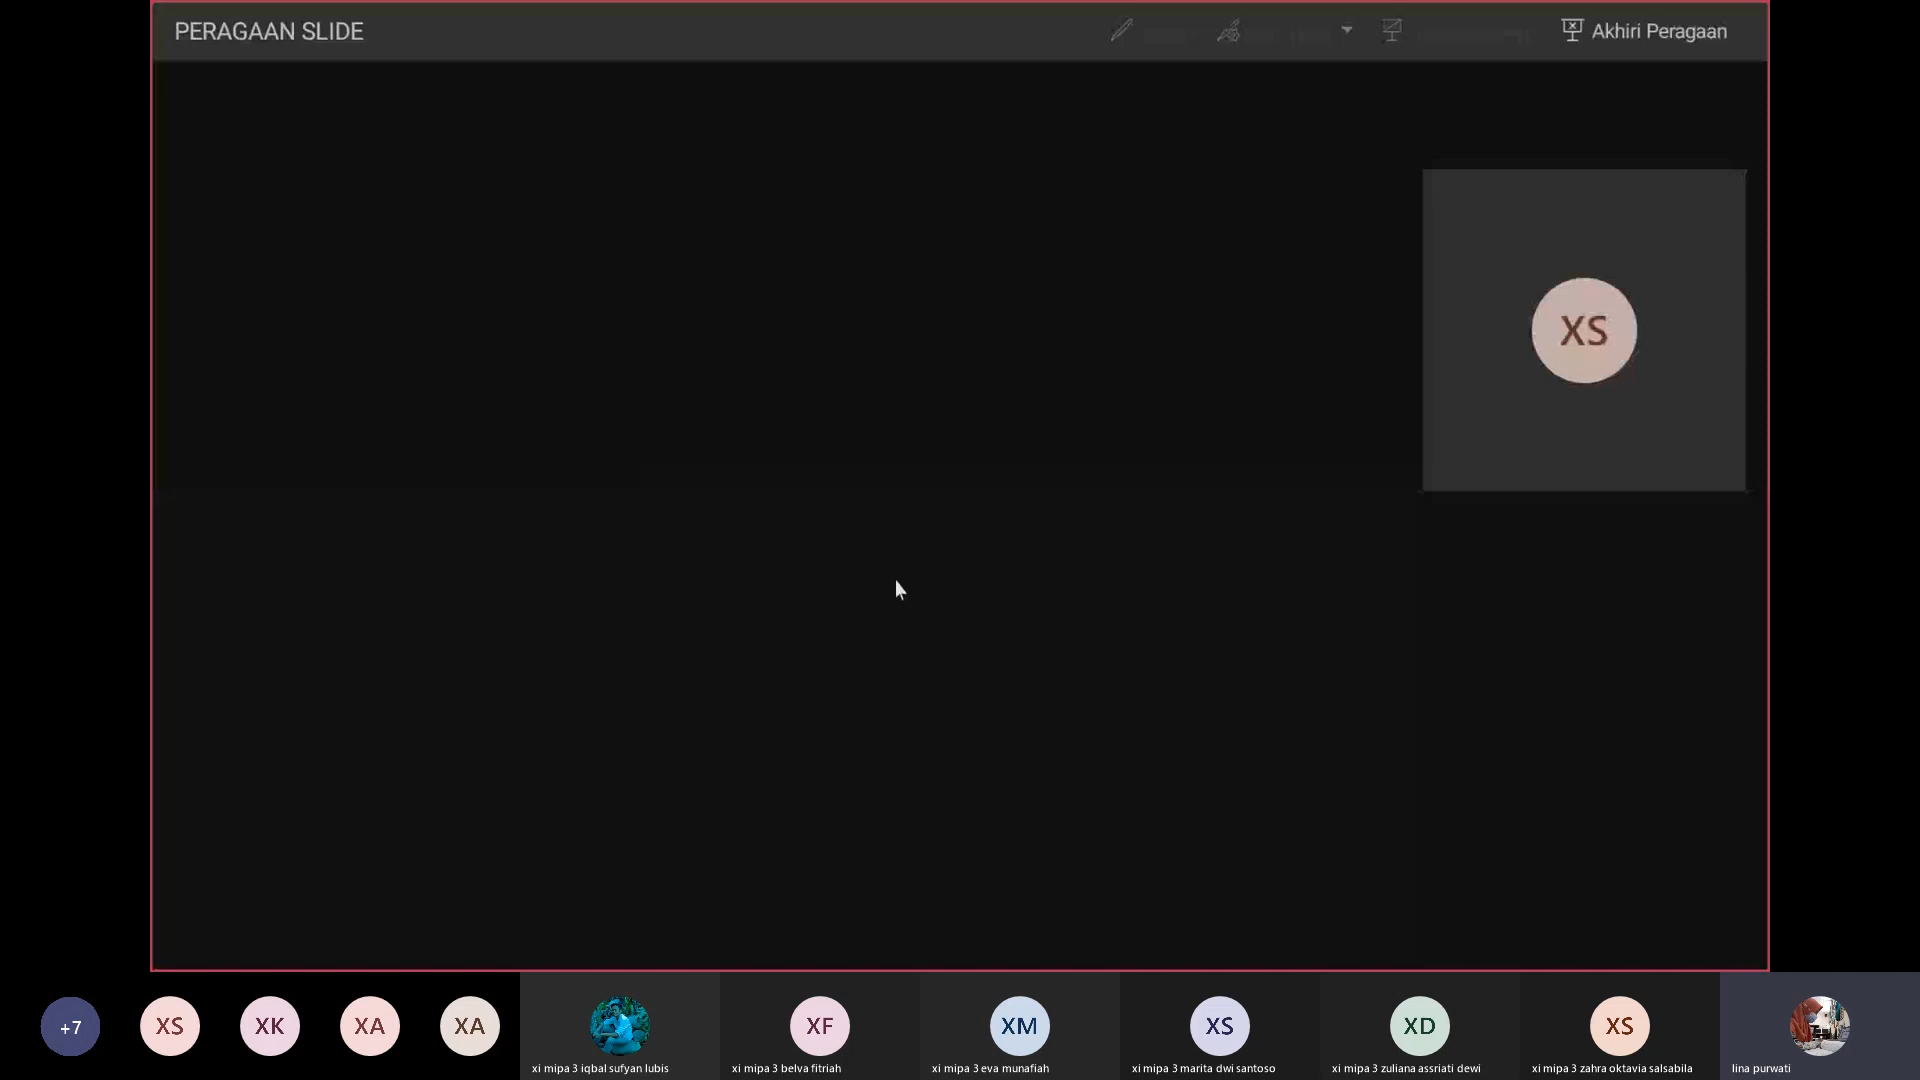 PERAGAAN SLIDE
Akhiri Peragaan
XS
+7
XS
XK
XA
XA
XF
XM
XS
XD
XS
xi mipa 3 iqbal sufyan lubis
xi mipa 3 belva fitriah
xi mipa 3 eva munafiah
xi mipa 3 marita dwi santoso
xi mipa 3 zuliana assriati dewi
xi mipa 3 zahra oktavia salsabila
lina purwati